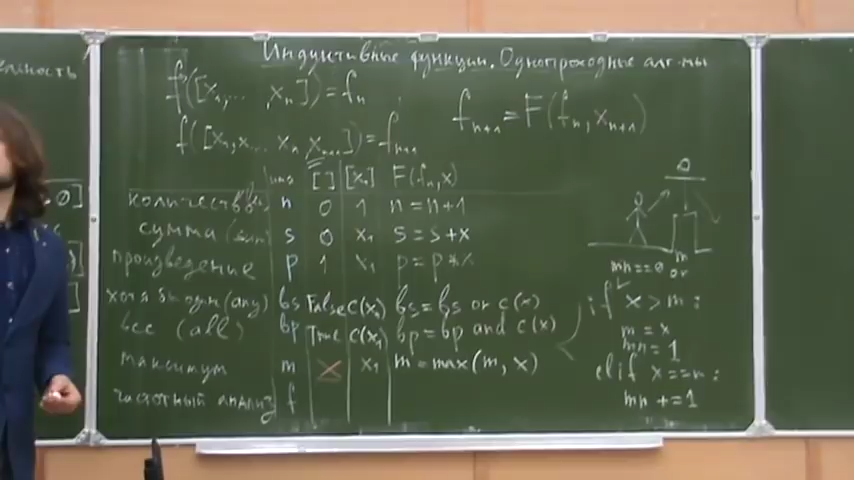 Индуктивные функции. Однопроходные алг-мы
f([x₁, ... , xₙ]) = fₙ
f([x₁, x₂... xₙ, xₙ₊₁]) = fₙ₊₁
fₙ₊₁ = F(fₙ, xₙ₊₁)
имя [ ] [x₁] F(fₙ, x)
количество n 0 1 n = n+1
сумма s 0 x₁ s = s+x
произведение p 1 x₁ p = p*x
хотя бы один (any) bs False C(x₁) bs = bs or C(x)
все (all) bp True C(x₁) bp = bp and C(x)
максимум m x₁ m = max(m, x)
частотный анализ f
0
m
mn==0 or
if x > m:
m = x
mn = 1
elif x == m:
mn += 1